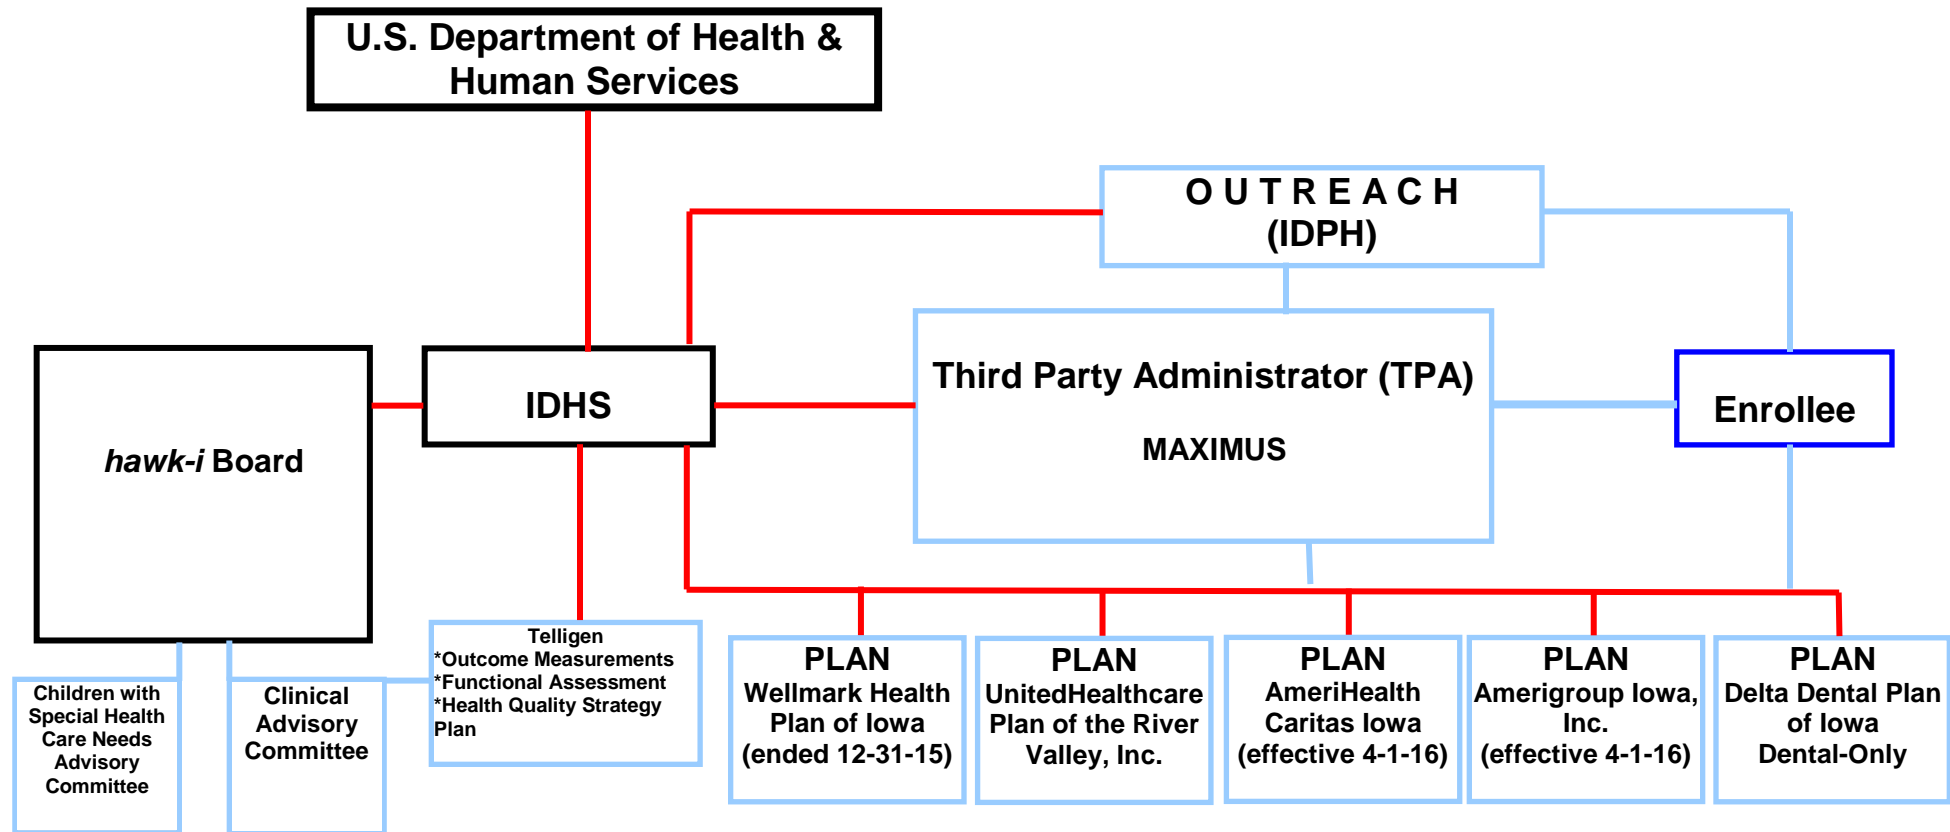 U.S. Department of Health &
Human Services
O U T R E A C H
(IDPH)
Third Party Administrator (TPA)
MAXIMUS
IDHS
Enrollee
hawk-i Board
Children with
Special Health
Care Needs
Advisory
Committee
Clinical
Advisory
Committee
Telligen
*Outcome Measurements
*Functional Assessment
*Health Quality Strategy
Plan
PLAN
Wellmark Health
Plan of Iowa
(ended 12-31-15)
PLAN
UnitedHealthcare
Plan of the River
Valley, Inc.
PLAN
AmeriHealth
Caritas Iowa
(effective 4-1-16)
PLAN
Amerigroup Iowa,
Inc.
(effective 4-1-16)
PLAN
Delta Dental Plan
of Iowa
Dental-Only